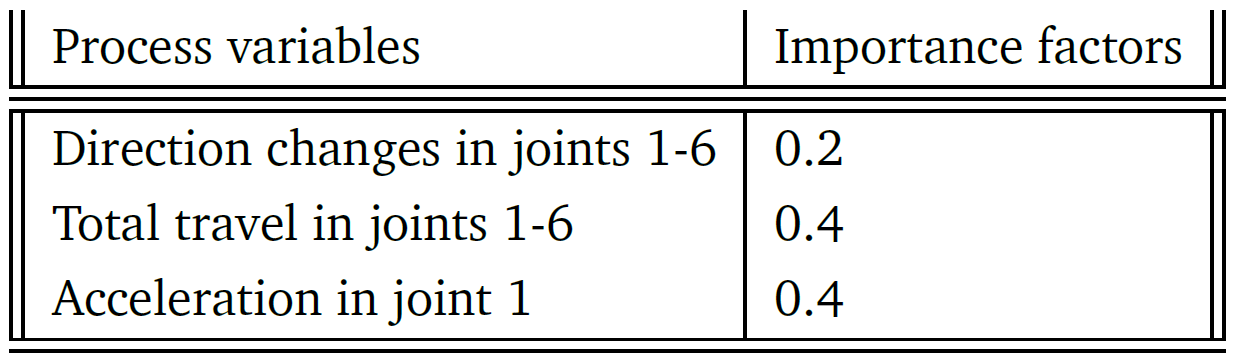 Process variables Importance factors
Direction changes in joints 1-6 0.2
Total travel in joints 1-6 0.4
Acceleration in joint 1 0.4